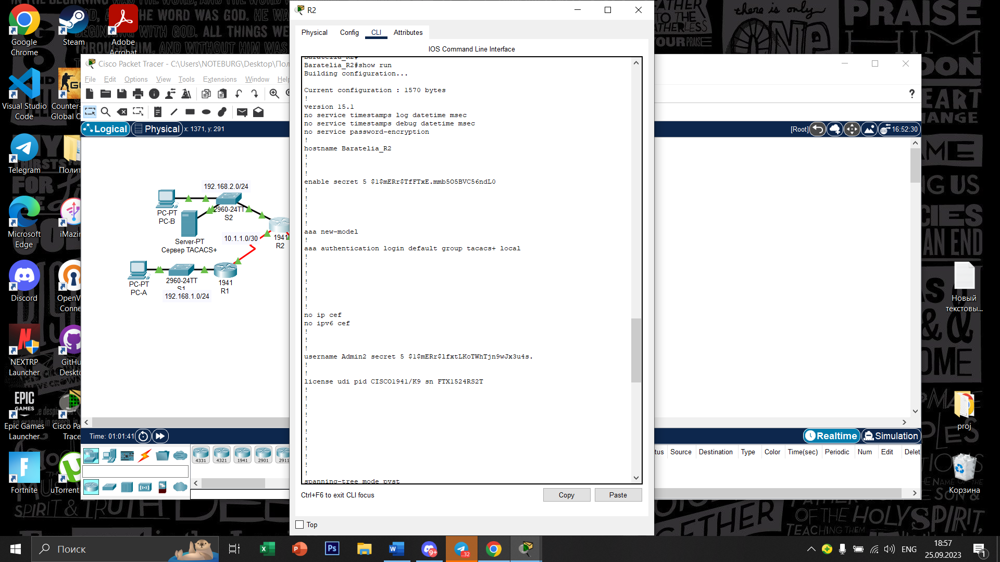 Google
Chrome
Steam
Adobe
Acrobat
Visual Studio
Code
Counter-
Global O
Telegram
Полит
Microsoft
Edge
iMazin
Discord
OpenV
Conne
NEXTRP
Launcher
GitHu
Deskto
Epic Games
Launcher
Cisco Pa
Trace
Fortnite
uTorrent
Cisco Packet Tracer - C:\Users\NOTEBURG\Desktop\Пол
File Edit Options View Tools Extensions Window Help
Logical
Physical
x: 1371, y: 291
[Root]
16:52:30
192.168.2.0/24
PC-PT
PC-B
2960-24TT
S2
Server-PT
Сервер TACACS+
10.1.1.0/30
1941
R2
PC-PT
PC-A
2960-24TT
S1
192.168.1.0/24
1941
R1
Time: 01:01:41
Realtime
Simulation
4331
4321
1941
2901
2911
tus Source Destination Type Color Time(sec) Periodic Num Edit Delet
R2
Physical Config CLI Attributes
IOS Command Line Interface
Baratelia_R2#
Baratelia_R2#show run
Building configuration...
Current configuration : 1570 bytes
!
version 15.1
no service timestamps log datetime msec
no service timestamps debug datetime msec
no service password-encryption
!
hostname Baratelia_R2
!
!
!
enable secret 5 $1$mERr$TfFTxE.mmb5O5BVC56ndL0
!
!
!
!
!
aaa new-model
!
aaa authentication login default group tacacs+ local
!
!
!
!
!
!
!
no ip cef
no ipv6 cef
!
!
!
username Admin2 secret 5 $1$mERr$lfxtLKoTWhTjn9wJx3u4s.
!
!
license udi pid CISCO1941/K9 sn FTX1524RS2T
!
!
!
!
!
!
!
!
!
!
!
spanning-tree mode pvst
Ctrl+F6 to exit CLI focus
Copy
Paste
Top
Новый
текстовы...
proj
Корзина
Поиск
9+
..32
ENG
18:57
25.09.2023
1